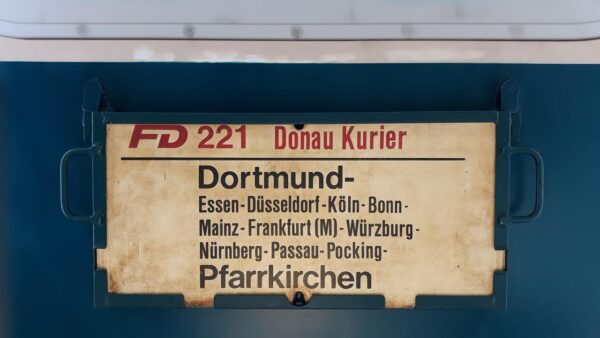 FD 221 Donau Kurier
Dortmund-
Essen-Düsseldorf-Köln-Bonn-
Mainz-Frankfurt (M)-Würzburg-
Nürnberg-Passau-Pocking-
Pfarrkirchen